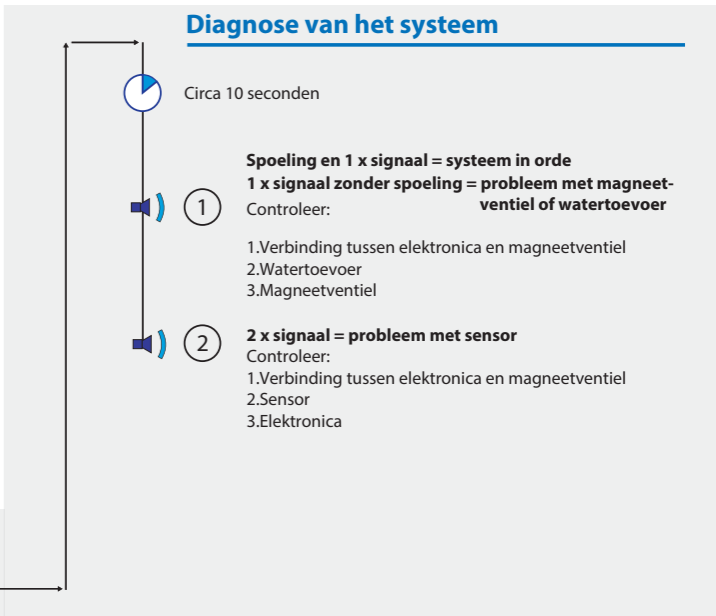 Diagnose van het systeem
Circa 10 seconden
Spoeling en 1 x signaal = systeem in orde
1 x signaal zonder spoeling = probleem met magneet-
ventiel of watertoevoer
1
Controleer:
1.Verbinding tussen elektronica en magneetventiel
2.Watertoevoer
3.Magneetventiel
2
2 x signaal = probleem met sensor
Controleer:
1.Verbinding tussen elektronica en magneetventiel
2.Sensor
3.Elektronica